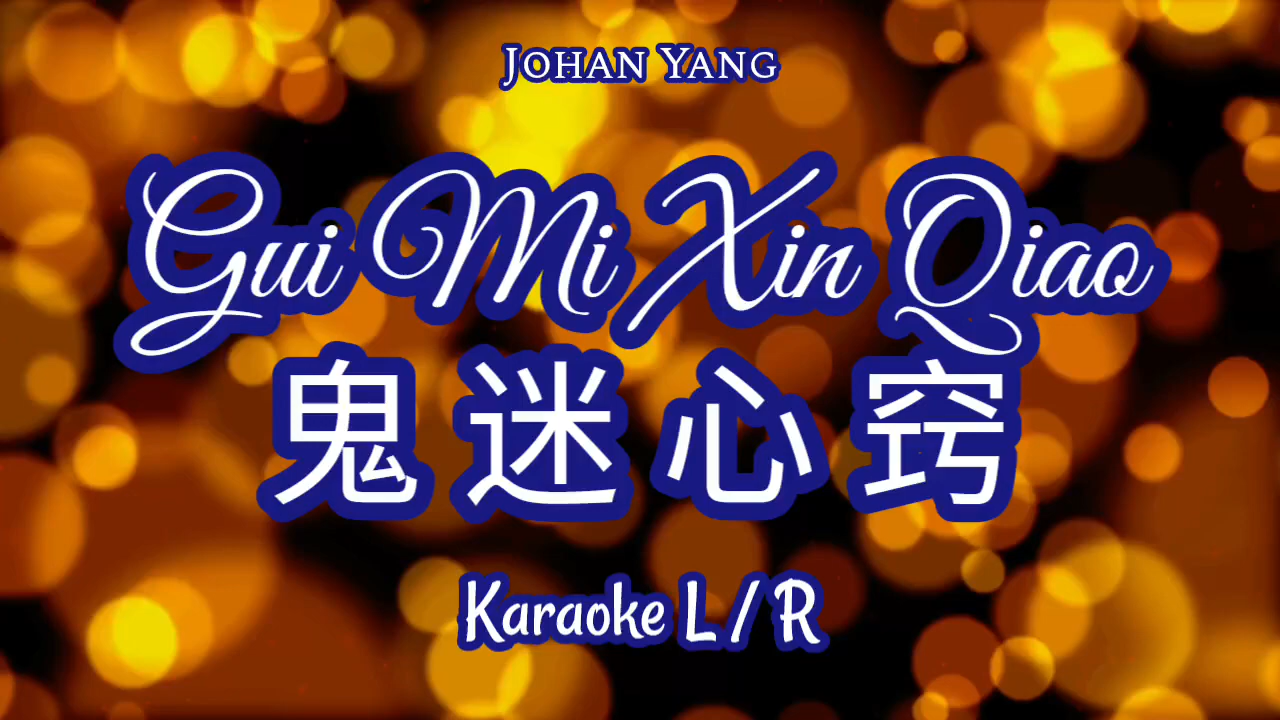 Johan Yang
Gui Mi Xin Qiao
鬼迷心窍
Karaoke L / R